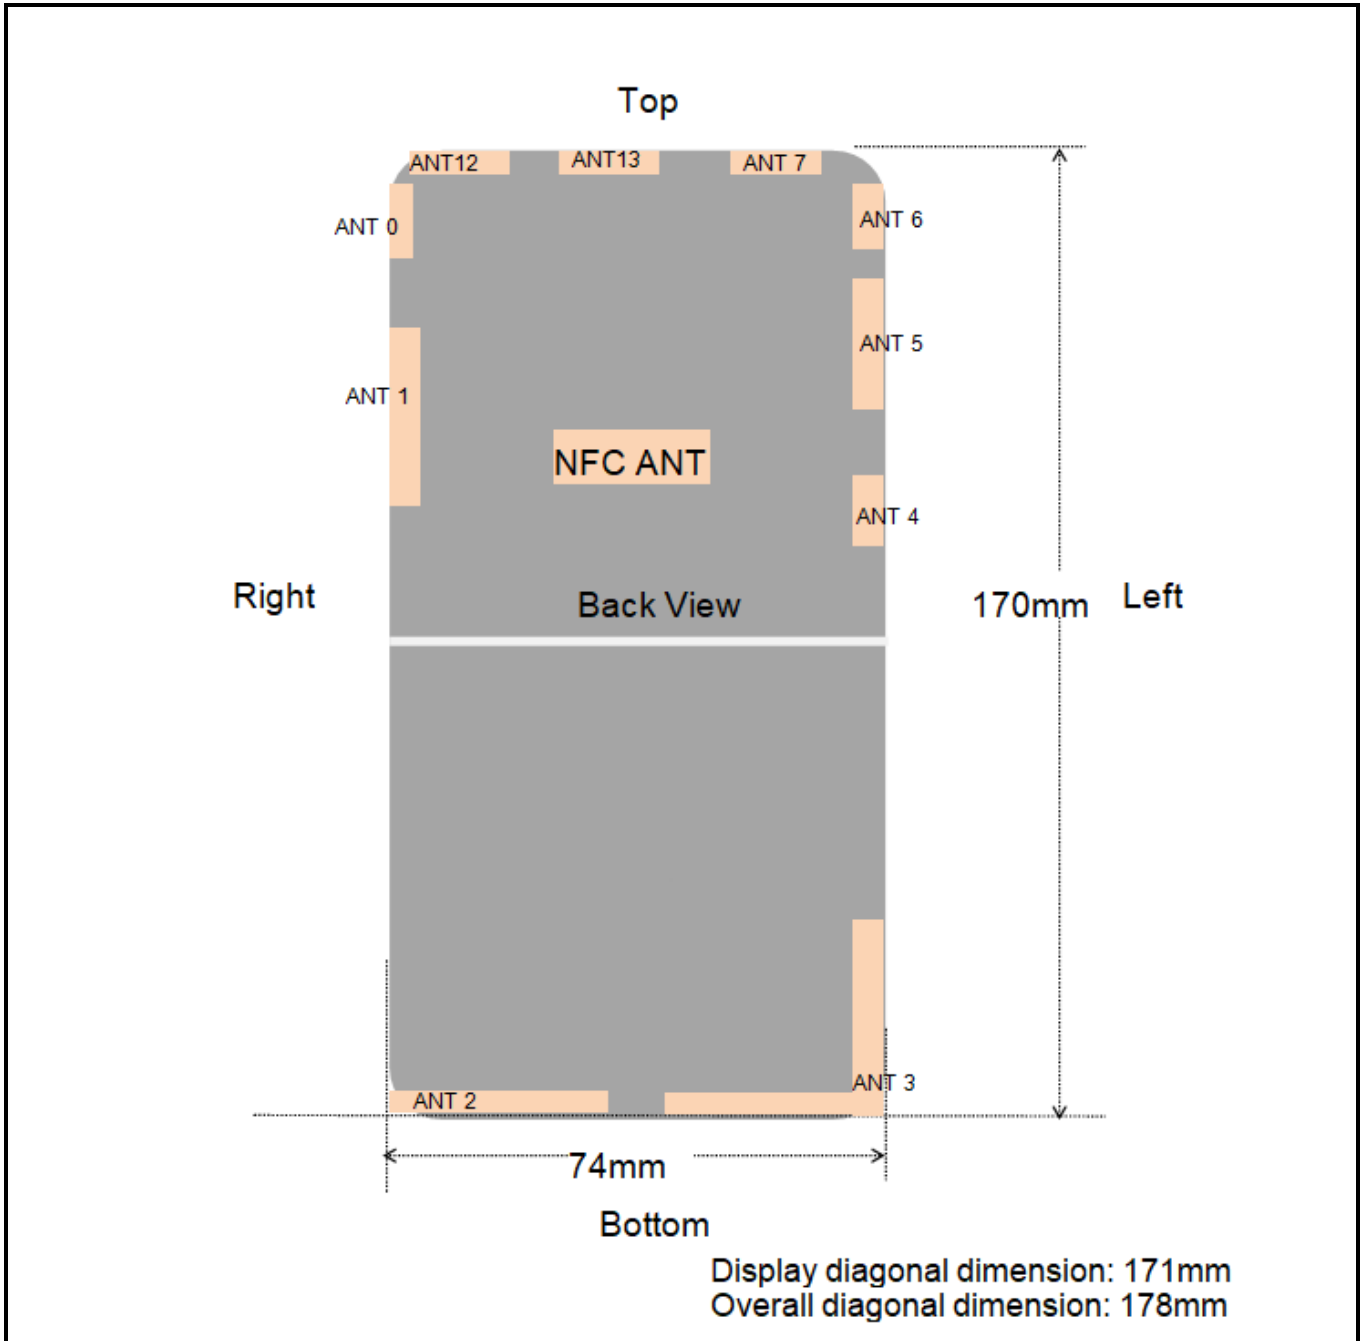 Top
ANT12 ANT13 ANT 7
ANT 0
ANT 6
ANT 5
ANT 1
NFC ANT
ANT 4
Right
Back View
170mm
Left
ANT 3
ANT 2
74mm
Bottom
Display diagonal dimension: 171mm
Overall diagonal dimension: 178mm